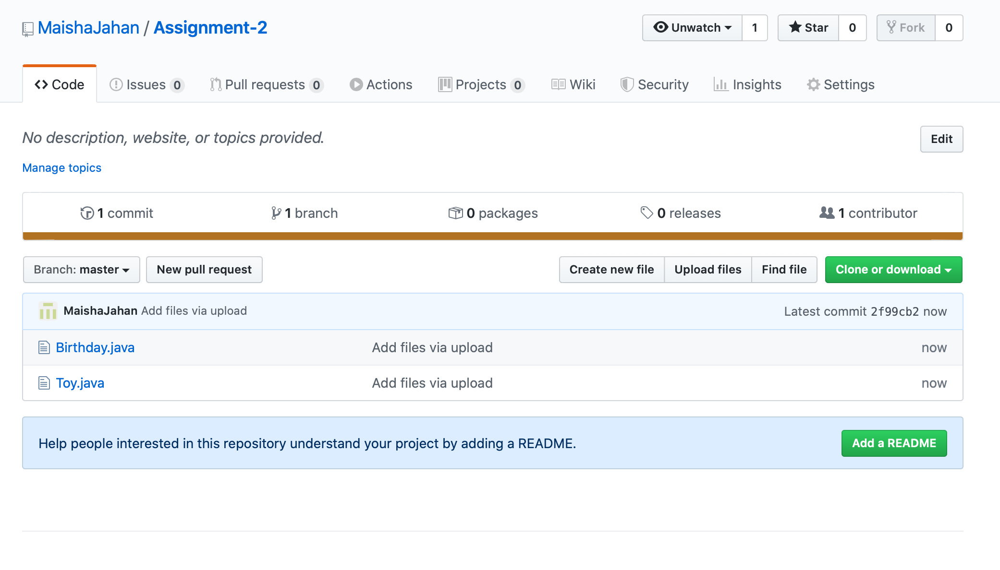 MaishaJahan / Assignment-2
Unwatch 1 Star 0 Fork 0
Code Issues 0 Pull requests 0 Actions Projects 0 Wiki Security Insights Settings
No description, website, or topics provided. Edit
Manage topics
1 commit 1 branch 0 packages 0 releases 1 contributor
Branch: master New pull request Create new file Upload files Find file Clone or download
MaishaJahan Add files via upload Latest commit 2f99cb2 now
Birthday.java Add files via upload now
Toy.java Add files via upload now
Help people interested in this repository understand your project by adding a README. Add a README